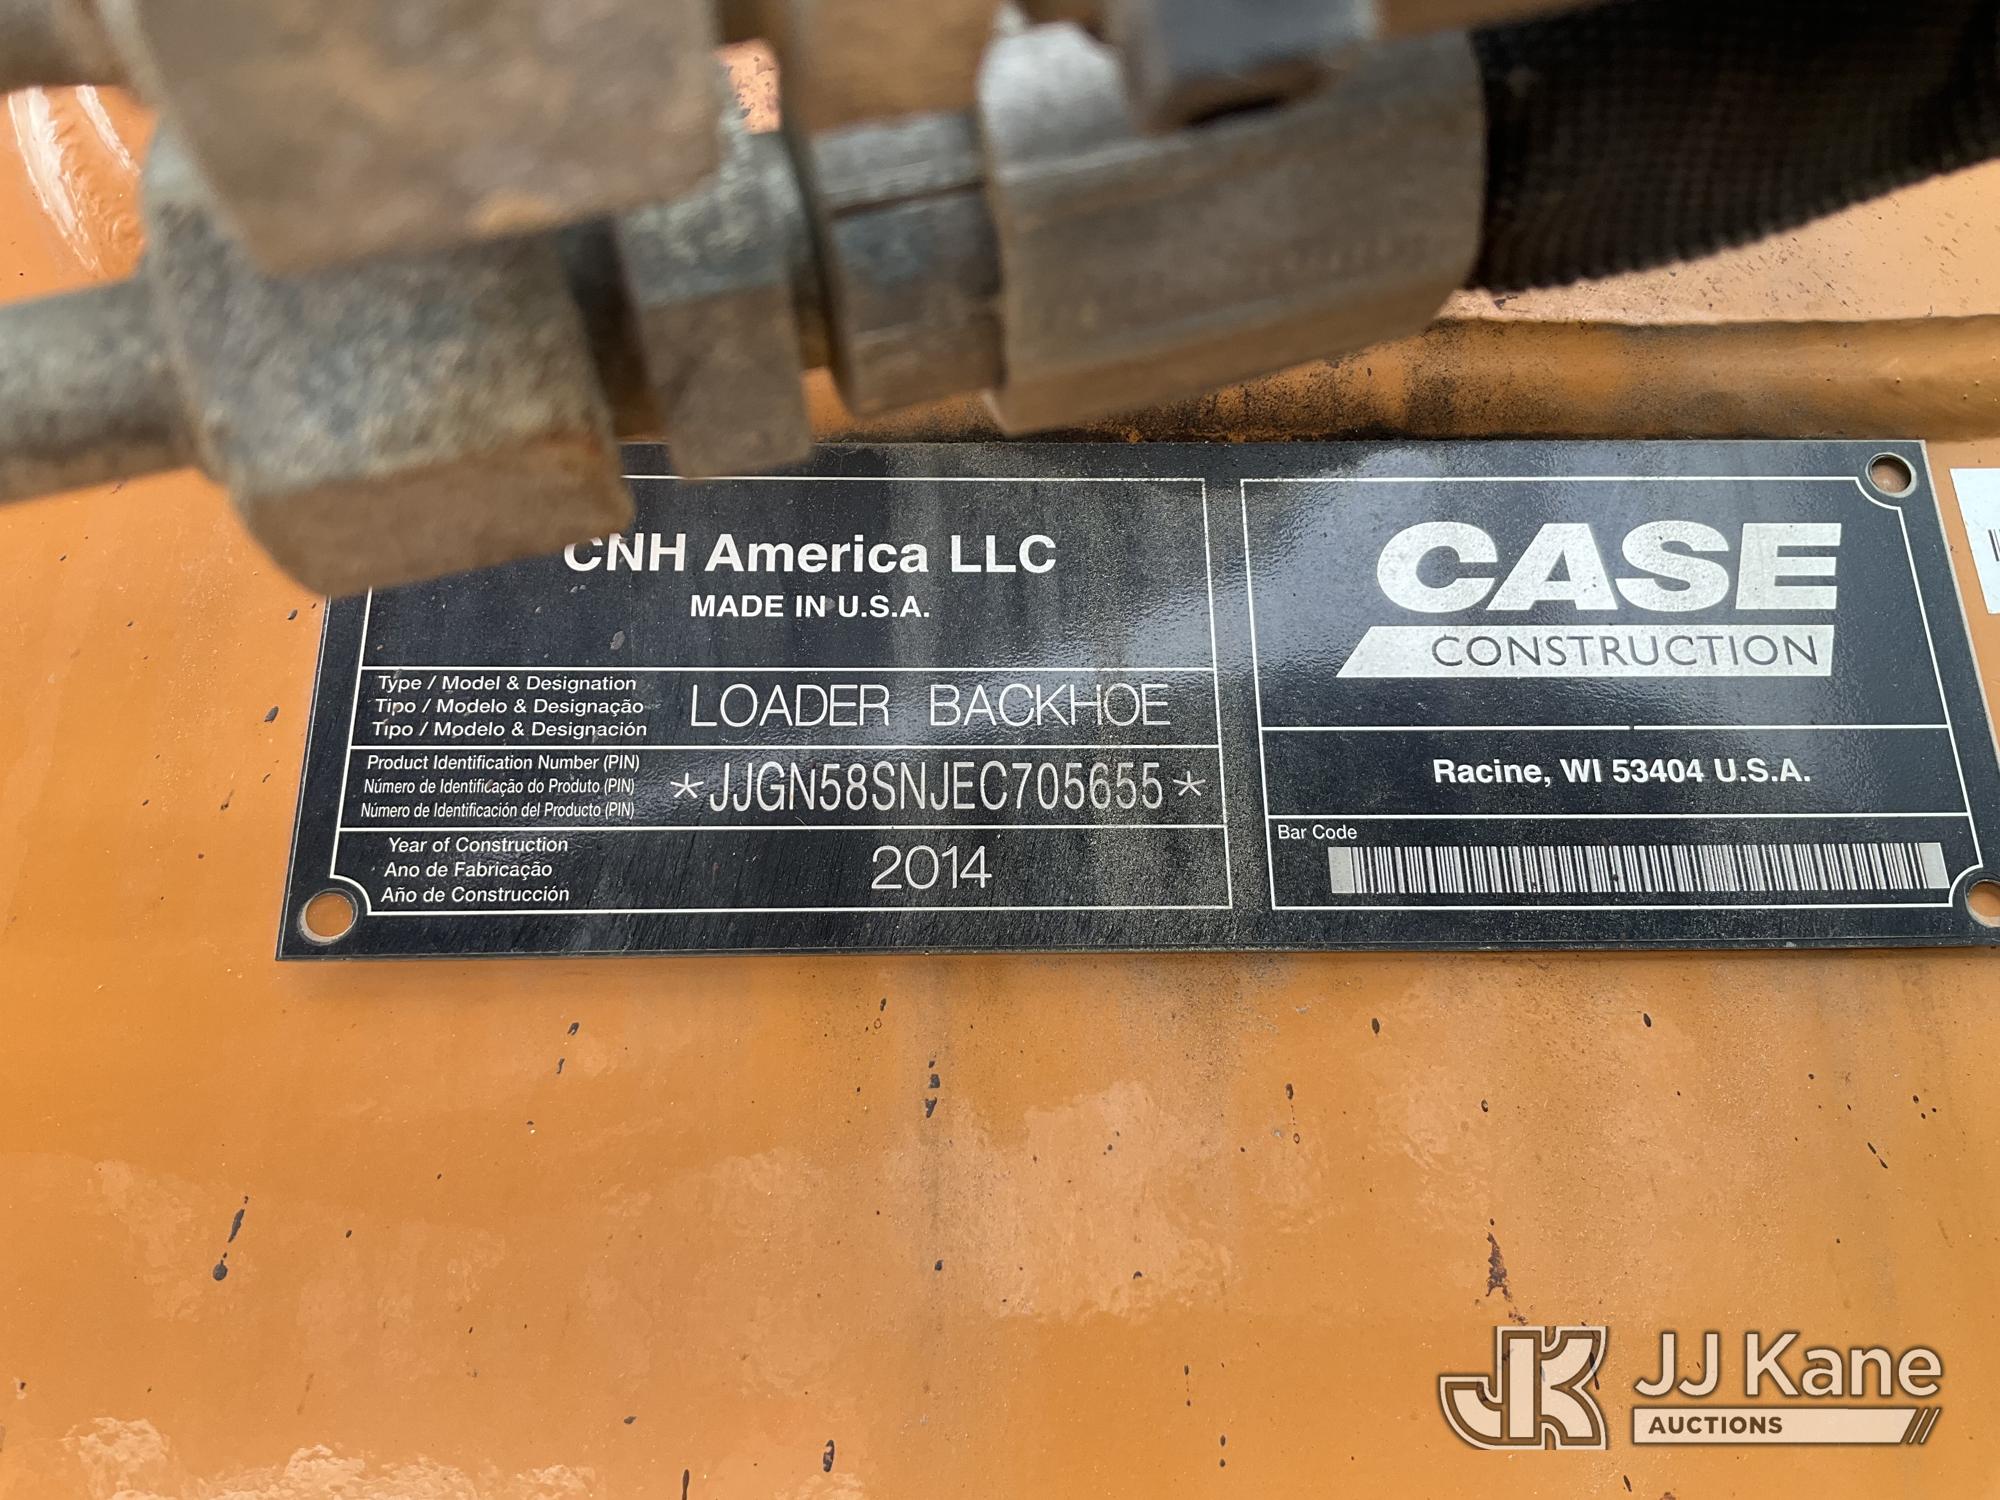 CNH America LLC
MADE IN U.S.A.
Type / Model & Designation
Tipo / Modelo & Designação
Tipo / Modelo & Designación
LOADER BACKHOE
Product Identification Number (PIN)
Número de Identificação do Produto (PIN)
Número de Identificación del Producto (PIN)
*JJGN58SNJEC705655*
Year of Construction
Ano de Fabricação
Año de Construcción
2014
CASE
CONSTRUCTION
Racine, WI 53404 U.S.A.
Bar Code
JK
JJ Kane
AUCTIONS